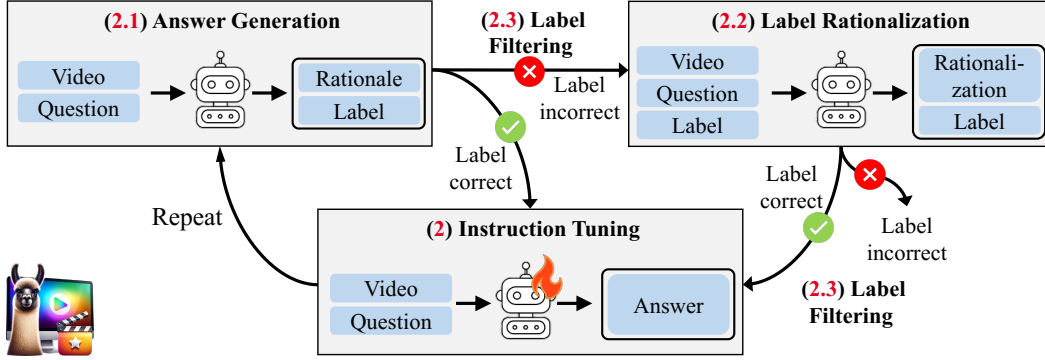 (2.1) Answer Generation
Video
Question
Rationale
Label
(2.3) Label
Filtering
Label
incorrect
Label
correct
(2.2) Label Rationalization
Video
Question
Label
Rationali-
zation
Label
Label
correct
Label
incorrect
(2.3) Label
Filtering
Repeat
(2) Instruction Tuning
Video
Question
Answer